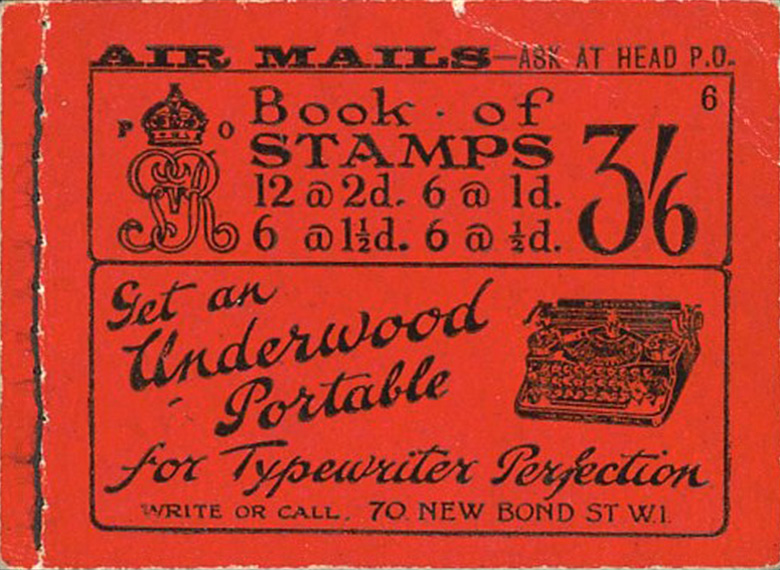 AIR MAILS—ASK AT HEAD P.O.
6
P O
GVR
Book · of
STAMPS
12 @ 2d. 6 @ 1d.
6 @ 1½d. 6 @ ½d.
3/6
Get an
Underwood
Portable
for Typewriter Perfection
WRITE OR CALL, 70. NEW BOND ST W.1.